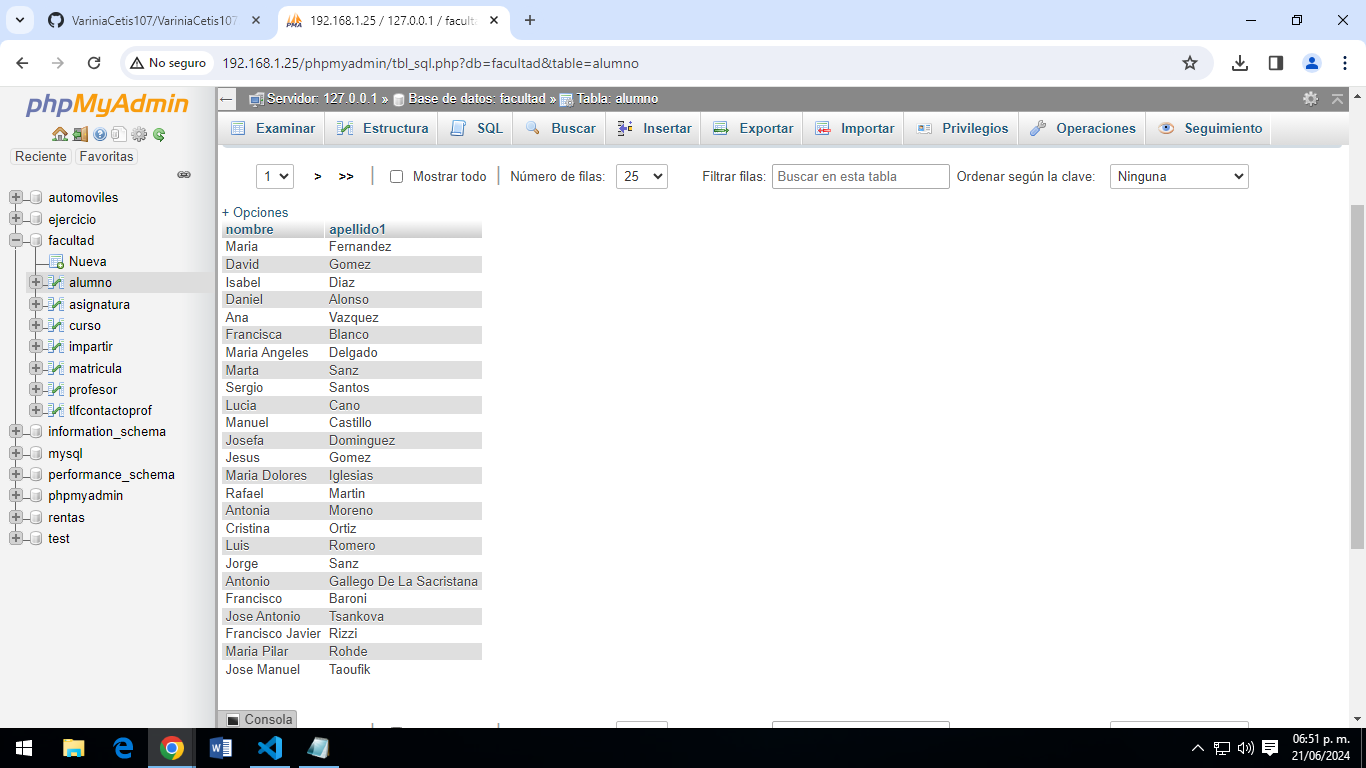 VariniaCetis107/VariniaCetis107
192.168.1.25 / 127.0.0.1 / faculta
No seguro
192.168.1.25/phpmyadmin/tbl_sql.php?db=facultad&table=alumno
phpMyAdmin
Reciente Favoritas
automoviles
ejercicio
facultad
Nueva
alumno
asignatura
curso
impartir
matricula
profesor
tlfcontactoprof
information_schema
mysql
performance_schema
phpmyadmin
rentas
test
Servidor: 127.0.0.1 » Base de datos: facultad » Tabla: alumno
Examinar Estructura SQL Buscar Insertar Exportar Importar Privilegios Operaciones Seguimiento
1 > >> | Mostrar todo | Número de filas: 25 Filtrar filas: Buscar en esta tabla Ordenar según la clave: Ninguna
+ Opciones
nombre apellido1
Maria Fernandez
David Gomez
Isabel Diaz
Daniel Alonso
Ana Vazquez
Francisca Blanco
Maria Angeles Delgado
Marta Sanz
Sergio Santos
Lucia Cano
Manuel Castillo
Josefa Dominguez
Jesus Gomez
Maria Dolores Iglesias
Rafael Martin
Antonia Moreno
Cristina Ortiz
Luis Romero
Jorge Sanz
Antonio Gallego De La Sacristana
Francisco Baroni
Jose Antonio Tsankova
Francisco Javier Rizzi
Maria Pilar Rohde
Jose Manuel Taoufik
Consola
06:51 p. m.
21/06/2024